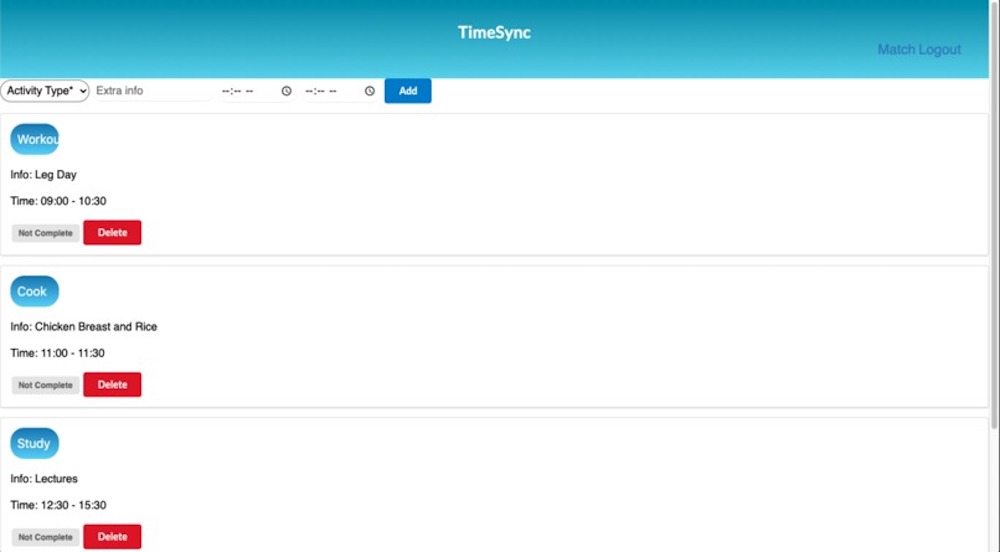 TimeSync
Match Logout
Activity Type* Extra info --:-- -- --:-- -- Add
Workou
Info: Leg Day
Time: 09:00 - 10:30
Not Complete Delete
Cook
Info: Chicken Breast and Rice
Time: 11:00 - 11:30
Not Complete Delete
Study
Info: Lectures
Time: 12:30 - 15:30
Not Complete Delete